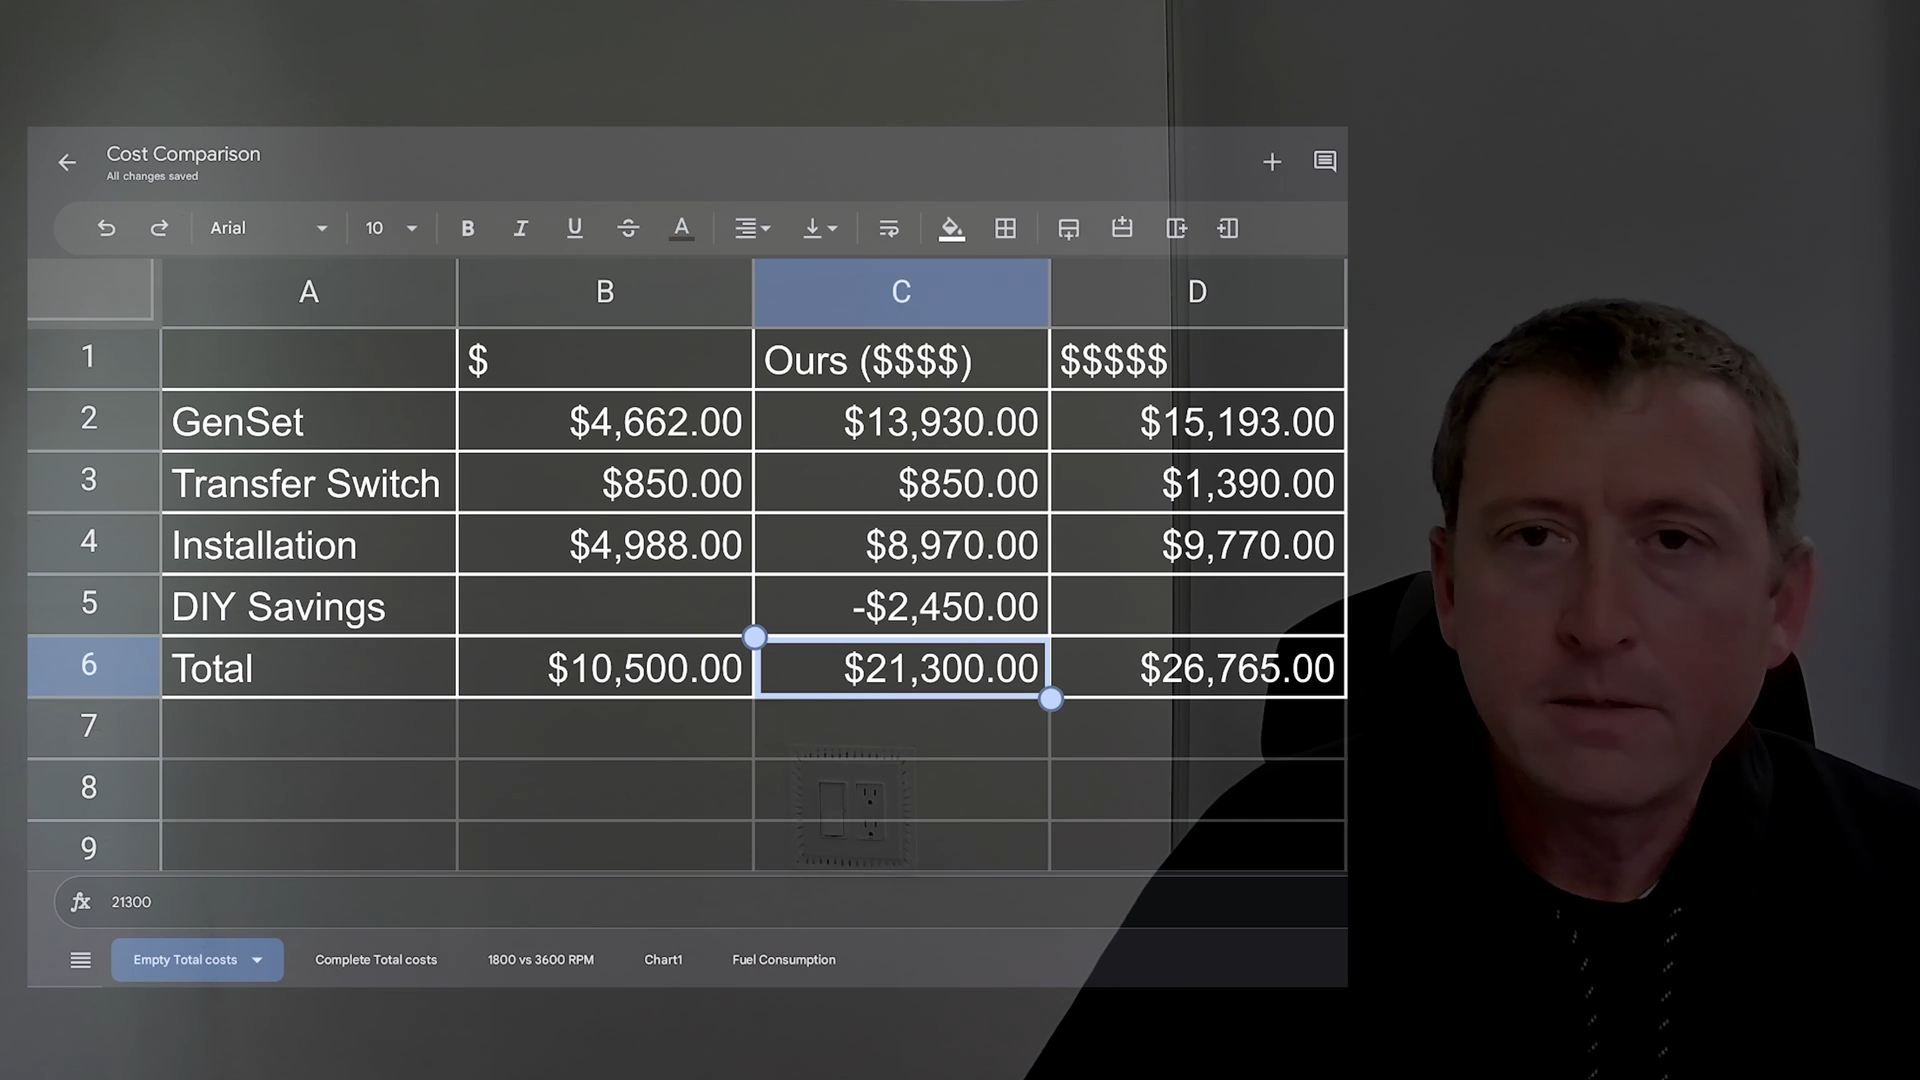 Cost Comparison
All changes saved
Arial 10 B I U S A
A B C D
1 $ Ours ($$$$) $$$$$
2 GenSet $4,662.00 $13,930.00 $15,193.00
3 Transfer Switch $850.00 $850.00 $1,390.00
4 Installation $4,988.00 $8,970.00 $9,770.00
5 DIY Savings -$2,450.00
6 Total $10,500.00 $21,300.00 $26,765.00
7
8
9
fx 21300
Empty Total costs Complete Total costs 1800 vs 3600 RPM Chart1 Fuel Consumption